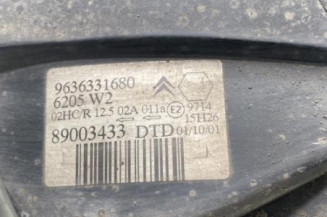 9636331680
6205 W2
02HC/R 12.5 02A 011a E2 9714
15H26
89003433 DTD 01/10/01